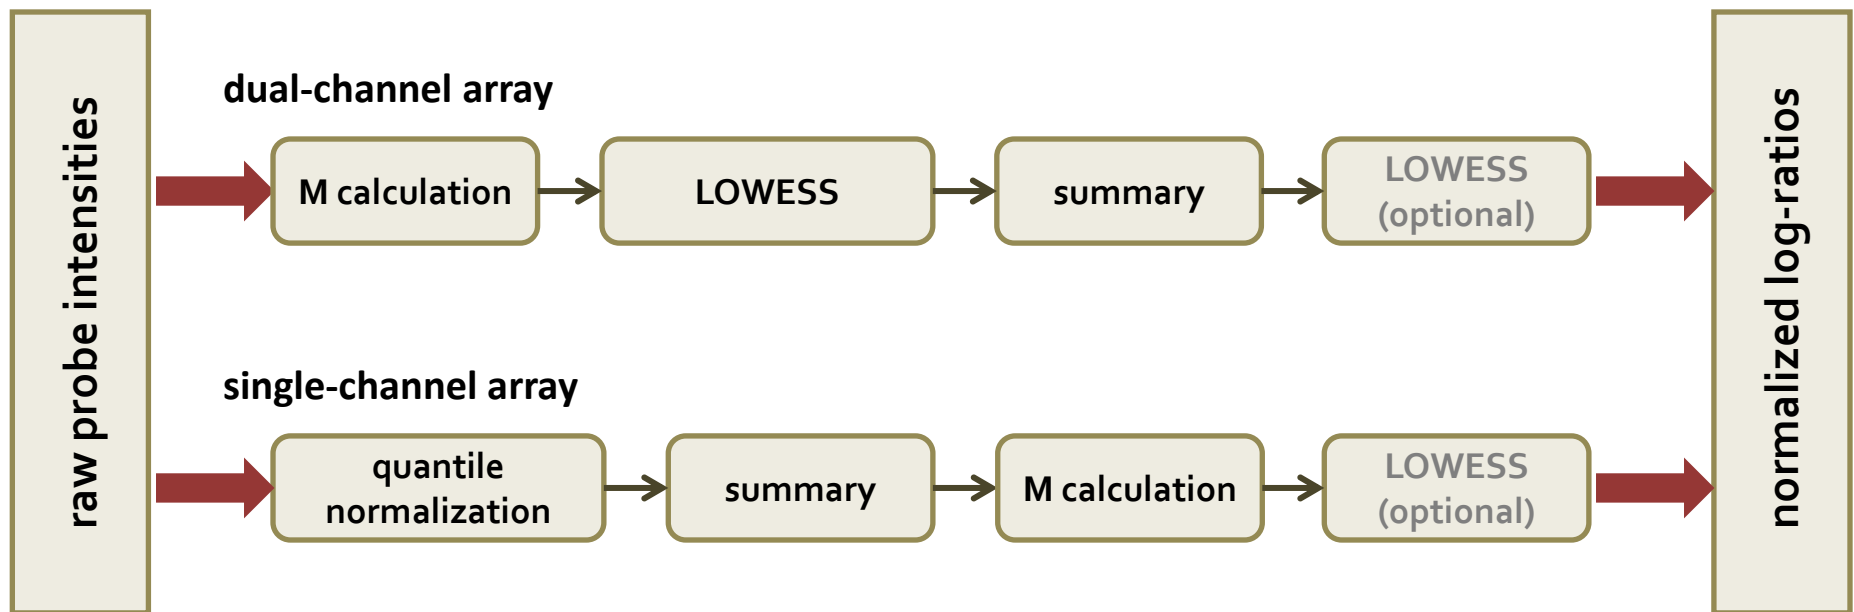 raw probe intensities
dual-channel array
M calculation
LOWESS
summary
LOWESS
(optional)
single-channel array
quantile
normalization
summary
M calculation
LOWESS
(optional)
normalized log-ratios